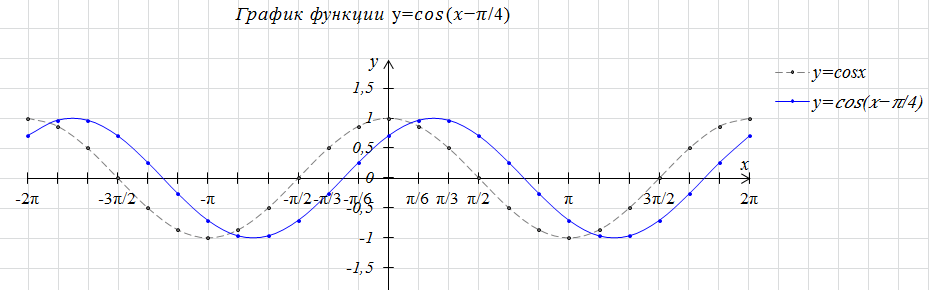 График функции y=cos(x−π/4)
y
y=cosx
y=cos(x−π/4)
1,5
1
0,5
x
0
-2π -3π/2 -π -π/2 -π/3 -π/6 π/6 π/3 π/2 π 3π/2 2π
-0,5
-1
-1,5